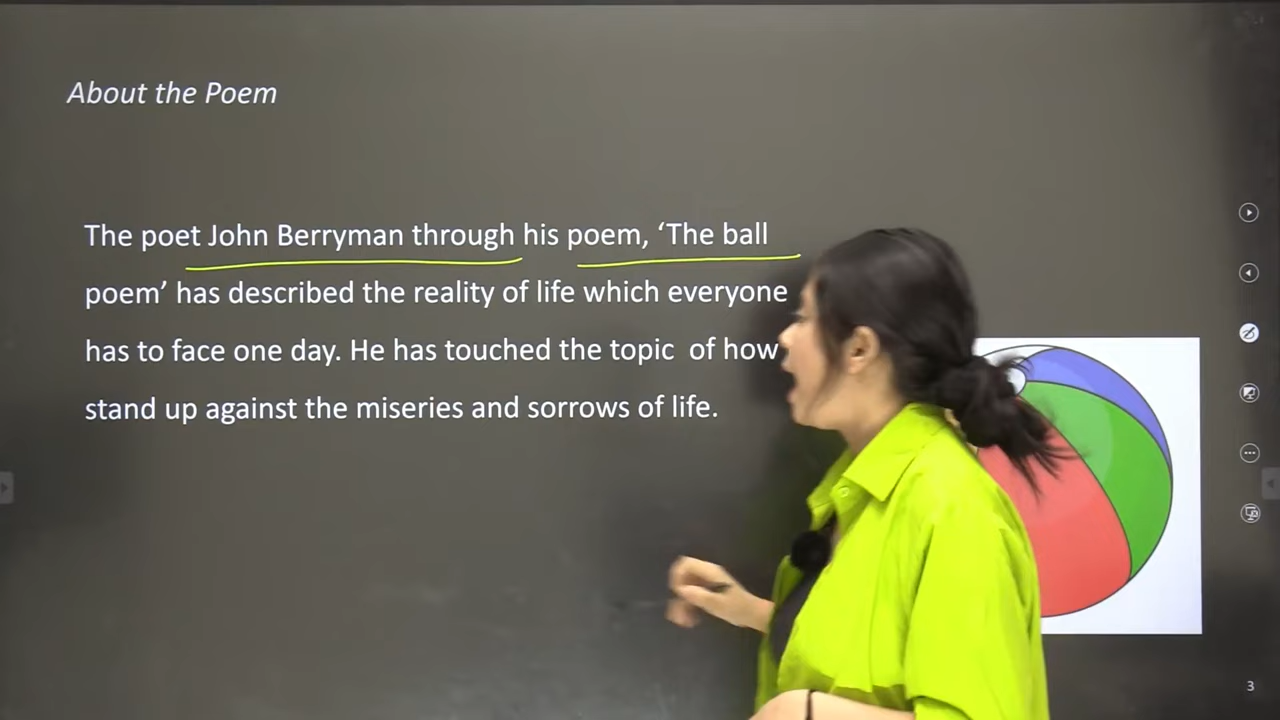 About the Poem
The poet John Berryman through his poem, ‘The ball
poem’ has described the reality of life which everyone
has to face one day. He has touched the topic of how
stand up against the miseries and sorrows of life.
3